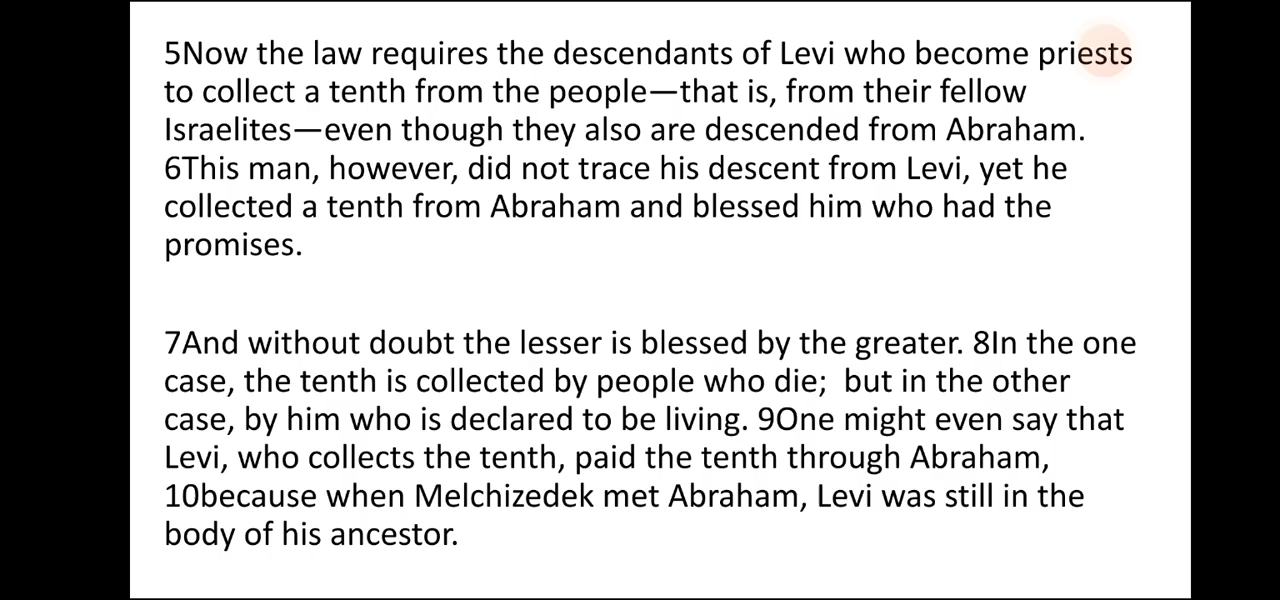 5Now the law requires the descendants of Levi who become priests
to collect a tenth from the people—that is, from their fellow
Israelites—even though they also are descended from Abraham.
6This man, however, did not trace his descent from Levi, yet he
collected a tenth from Abraham and blessed him who had the
promises.
7And without doubt the lesser is blessed by the greater. 8In the one
case, the tenth is collected by people who die;  but in the other
case, by him who is declared to be living. 9One might even say that
Levi, who collects the tenth, paid the tenth through Abraham,
10because when Melchizedek met Abraham, Levi was still in the
body of his ancestor.